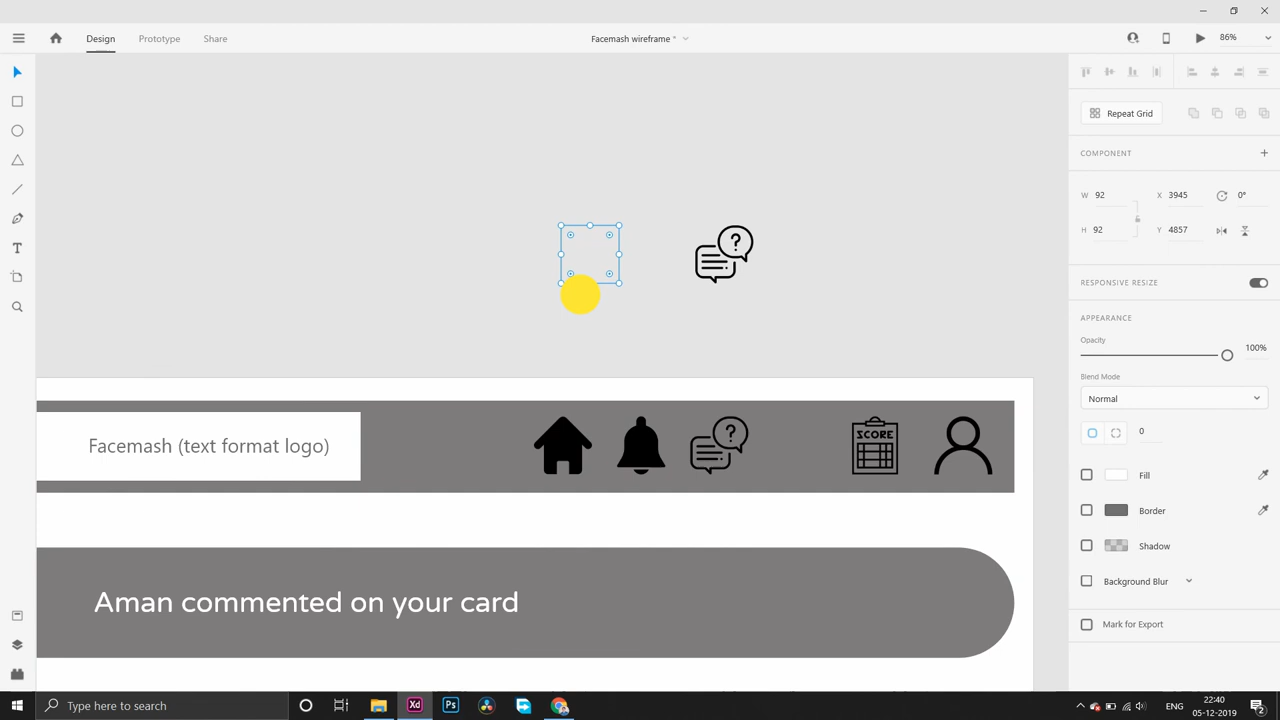 Design
Prototype
Share
Facemash wireframe *
86%
Repeat Grid
COMPONENT
W 92
X 3945
0°
H 92
Y 4857
RESPONSIVE RESIZE
APPEARANCE
Opacity
100%
Blend Mode
Normal
0
Fill
Border
Shadow
Background Blur
Mark for Export
?
Facemash (text format logo)
?
SCORE
Aman commented on your card
Type here to search
Xd
Ps
ENG
22:40
05-12-2019
2